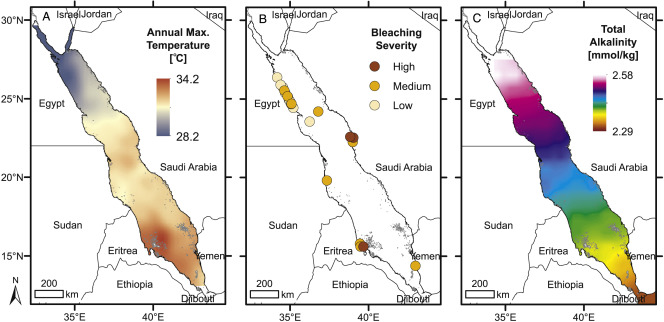 30°N
25°N
20°N
15°N
A
Israel Jordan
Iraq
Annual Max.
Temperature
[°C]
34.2
28.2
Egypt
Saudi Arabia
Sudan
Eritrea
Yemen
Ethiopia
Djibouti
N
200
km
35°E
40°E
B
Israel Jordan
Iraq
Bleaching
Severity
High
Medium
Low
Egypt
Saudi Arabia
Sudan
Eritrea
Yemen
Ethiopia
Djibouti
200
km
35°E
40°E
C
Israel Jordan
Iraq
Total
Alkalinity
[mmol/kg]
2.58
2.29
Egypt
Saudi Arabia
Sudan
Eritrea
Yemen
Ethiopia
Djibouti
200
km
35°E
40°E